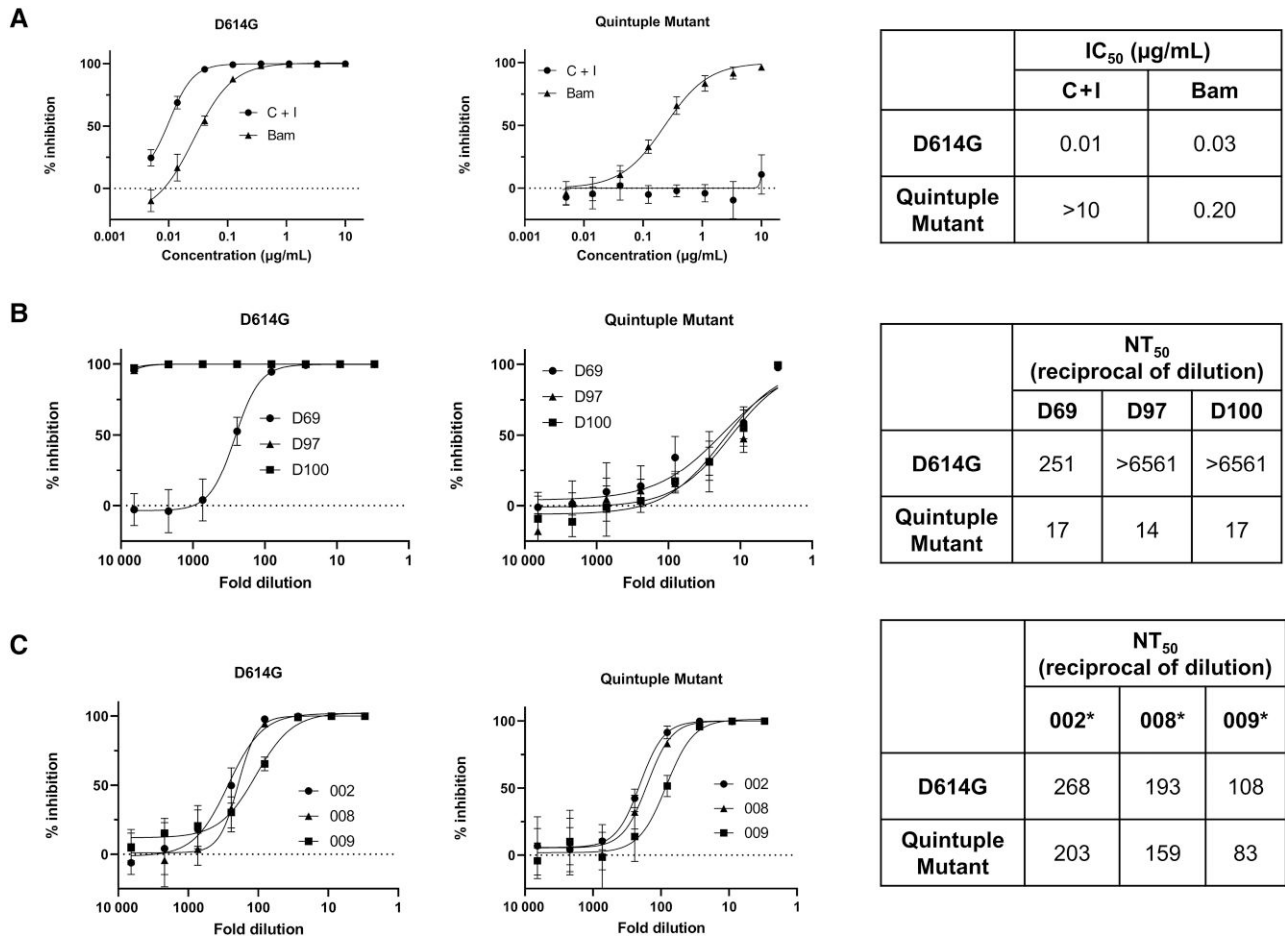 A
D614G
% inhibition
100
50
0
C + I
Bam
0.001 0.01 0.1 1 10
Concentration (µg/mL)
Quintuple Mutant
% inhibition
100
50
0
C + I
Bam
0.001 0.01 0.1 1 10
Concentration (µg/mL)
IC50 (µg/mL)
C+I Bam
D614G 0.01 0.03
Quintuple
Mutant >10 0.20
B
D614G
% inhibition
100
50
0
D69
D97
D100
10 000 1000 100 10 1
Fold dilution
Quintuple Mutant
% inhibition
100
50
0
D69
D97
D100
10 000 1000 100 10 1
Fold dilution
NT50
(reciprocal of dilution)
D69 D97 D100
D614G 251 >6561 >6561
Quintuple
Mutant 17 14 17
C
D614G
% inhibition
100
50
0
002
008
009
10 000 1000 100 10 1
Fold dilution
Quintuple Mutant
% inhibition
100
50
0
002
008
009
10 000 1000 100 10 1
Fold dilution
NT50
(reciprocal of dilution)
002* 008* 009*
D614G 268 193 108
Quintuple
Mutant 203 159 83